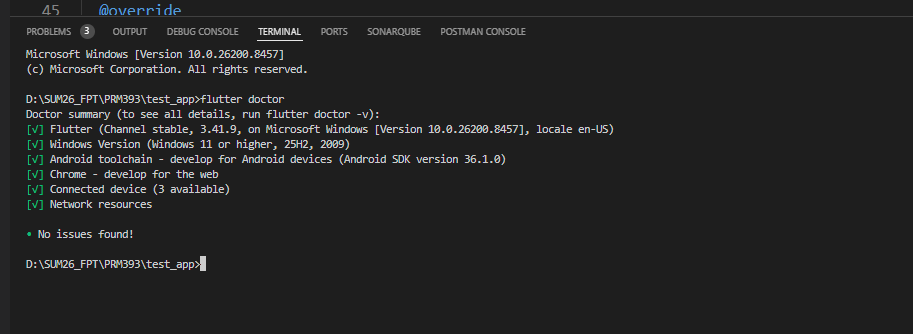 45 @override
PROBLEMS 3 OUTPUT DEBUG CONSOLE TERMINAL PORTS SONARQUBE POSTMAN CONSOLE
Microsoft Windows [Version 10.0.26200.8457]
(c) Microsoft Corporation. All rights reserved.
D:\SUM26_FPT\PRM393\test_app>flutter doctor
Doctor summary (to see all details, run flutter doctor -v):
[√] Flutter (Channel stable, 3.41.9, on Microsoft Windows [Version 10.0.26200.8457], locale en-US)
[√] Windows Version (Windows 11 or higher, 25H2, 2009)
[√] Android toolchain - develop for Android devices (Android SDK version 36.1.0)
[√] Chrome - develop for the web
[√] Connected device (3 available)
[√] Network resources
• No issues found!
D:\SUM26_FPT\PRM393\test_app>